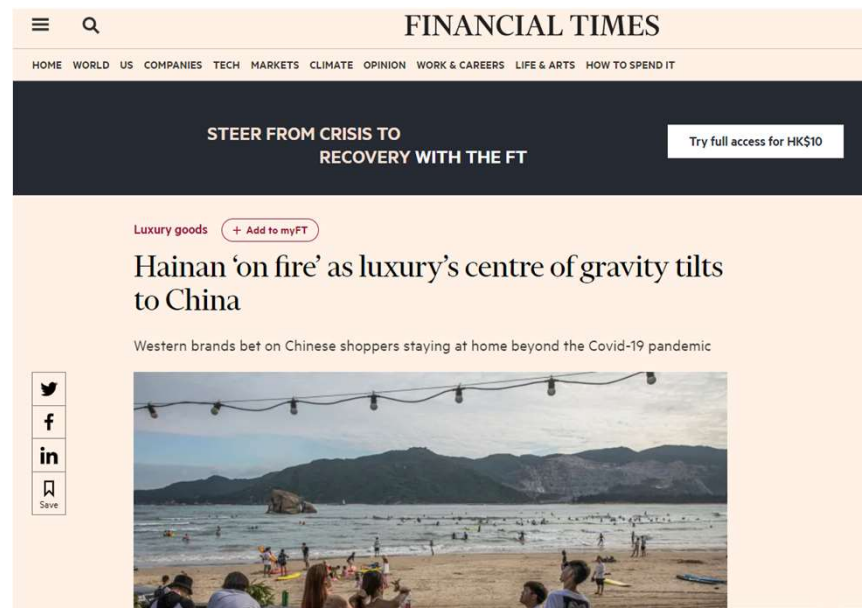 FINANCIAL TIMES
HOME WORLD US COMPANIES TECH MARKETS CLIMATE OPINION WORK & CAREERS LIFE & ARTS HOW TO SPEND IT
STEER FROM CRISIS TO
RECOVERY WITH THE FT
Try full access for HK$10
Luxury goods + Add to myFT
Hainan ‘on fire’ as luxury’s centre of gravity tilts
to China
Western brands bet on Chinese shoppers staying at home beyond the Covid-19 pandemic
f
in
Save